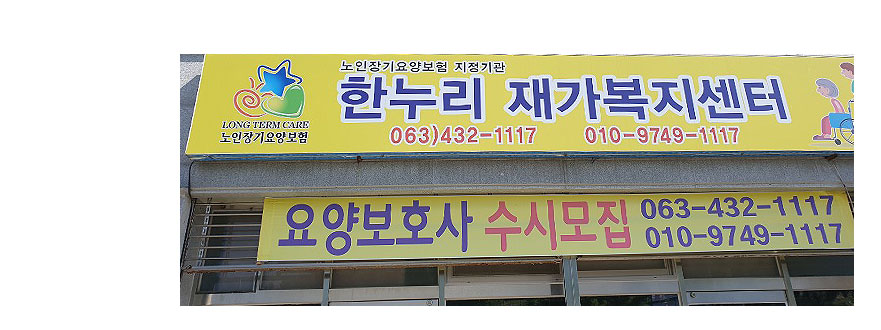 노인장기요양보험 지정기관
한누리 재가복지센터
063)432-1117 010-9749-1117
LONG TERM CARE
노인장기요양보험
요양보호사 수시모집
063-432-1117
010-9749-1117